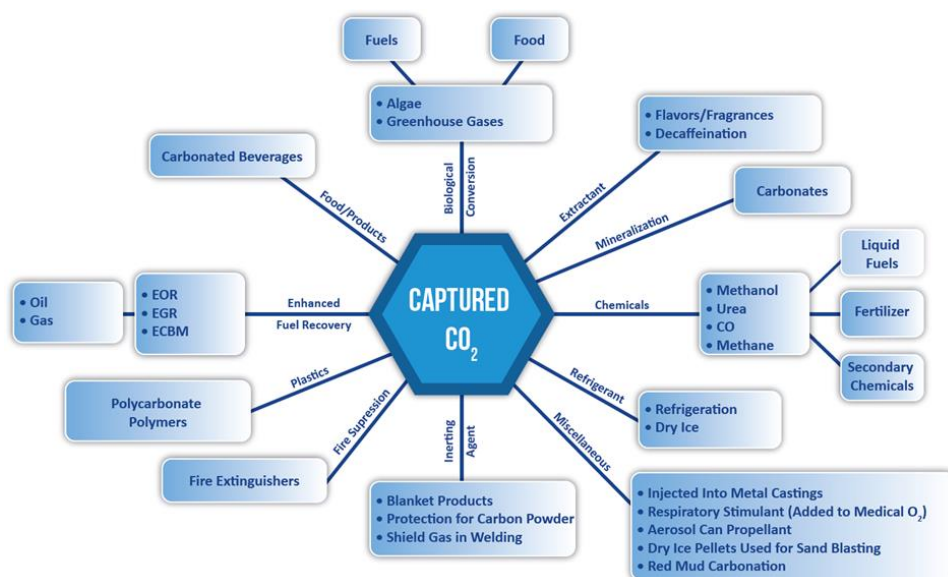 Fuels
Food
• Algae
• Greenhouse Gases
Biological
Conversion
Carbonated Beverages
Food/Products
• Flavors/Fragrances
• Decaffeination
Extractant
Carbonates
Mineralization
CAPTURED
CO₂
• Oil
• Gas
• EOR
• EGR
• ECBM
Enhanced
Fuel Recovery
Chemicals
• Methanol
• Urea
• CO
• Methane
Liquid
Fuels
Fertilizer
Secondary
Chemicals
Plastics
Polycarbonate
Polymers
Fire Supression
Fire Extinguishers
Inerting
Agent
• Blanket Products
• Protection for Carbon Powder
• Shield Gas in Welding
Refrigerant
• Refrigeration
• Dry Ice
Miscellaneous
• Injected Into Metal Castings
• Respiratory Stimulant (Added to Medical O₂)
• Aerosol Can Propellant
• Dry Ice Pellets Used for Sand Blasting
• Red Mud Carbonation